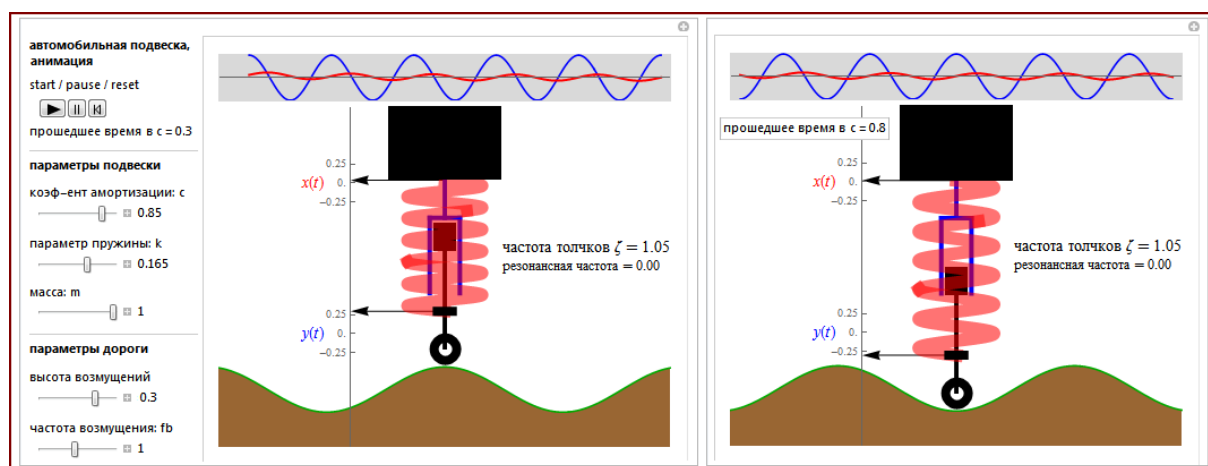 автомобильная подвеска,
анимация
start / pause / reset
прошедшее время в с = 0.3
параметры подвески
коэф-ент амортизации: c
0.85
параметр пружины: k
0.165
масса: m
1
параметры дороги
высота возмущений
0.3
частота возмущения: fb
1
0.25
x(t) 0.
−0.25
частота толчков ζ = 1.05
резонансная частота = 0.00
0.25
y(t) 0.
−0.25
прошедшее время в с = 0.8
0.25
x(t) 0.
−0.25
частота толчков ζ = 1.05
резонансная частота = 0.00
0.25
y(t) 0.
−0.25